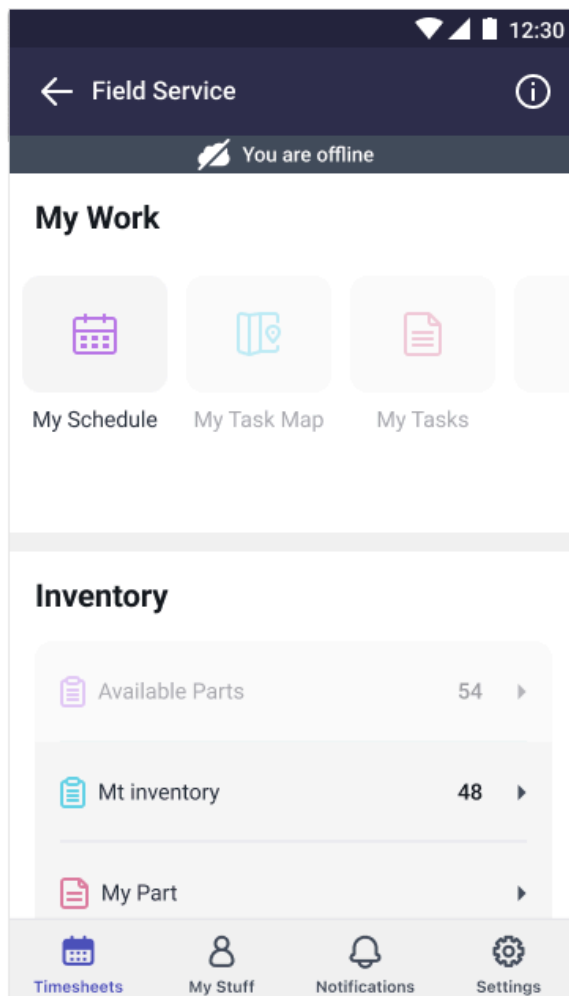 12:30
Field Service
You are offline
My Work
My Schedule My Task Map My Tasks
Inventory
Available Parts 54
Mt inventory 48
My Part
Timesheets My Stuff Notifications Settings